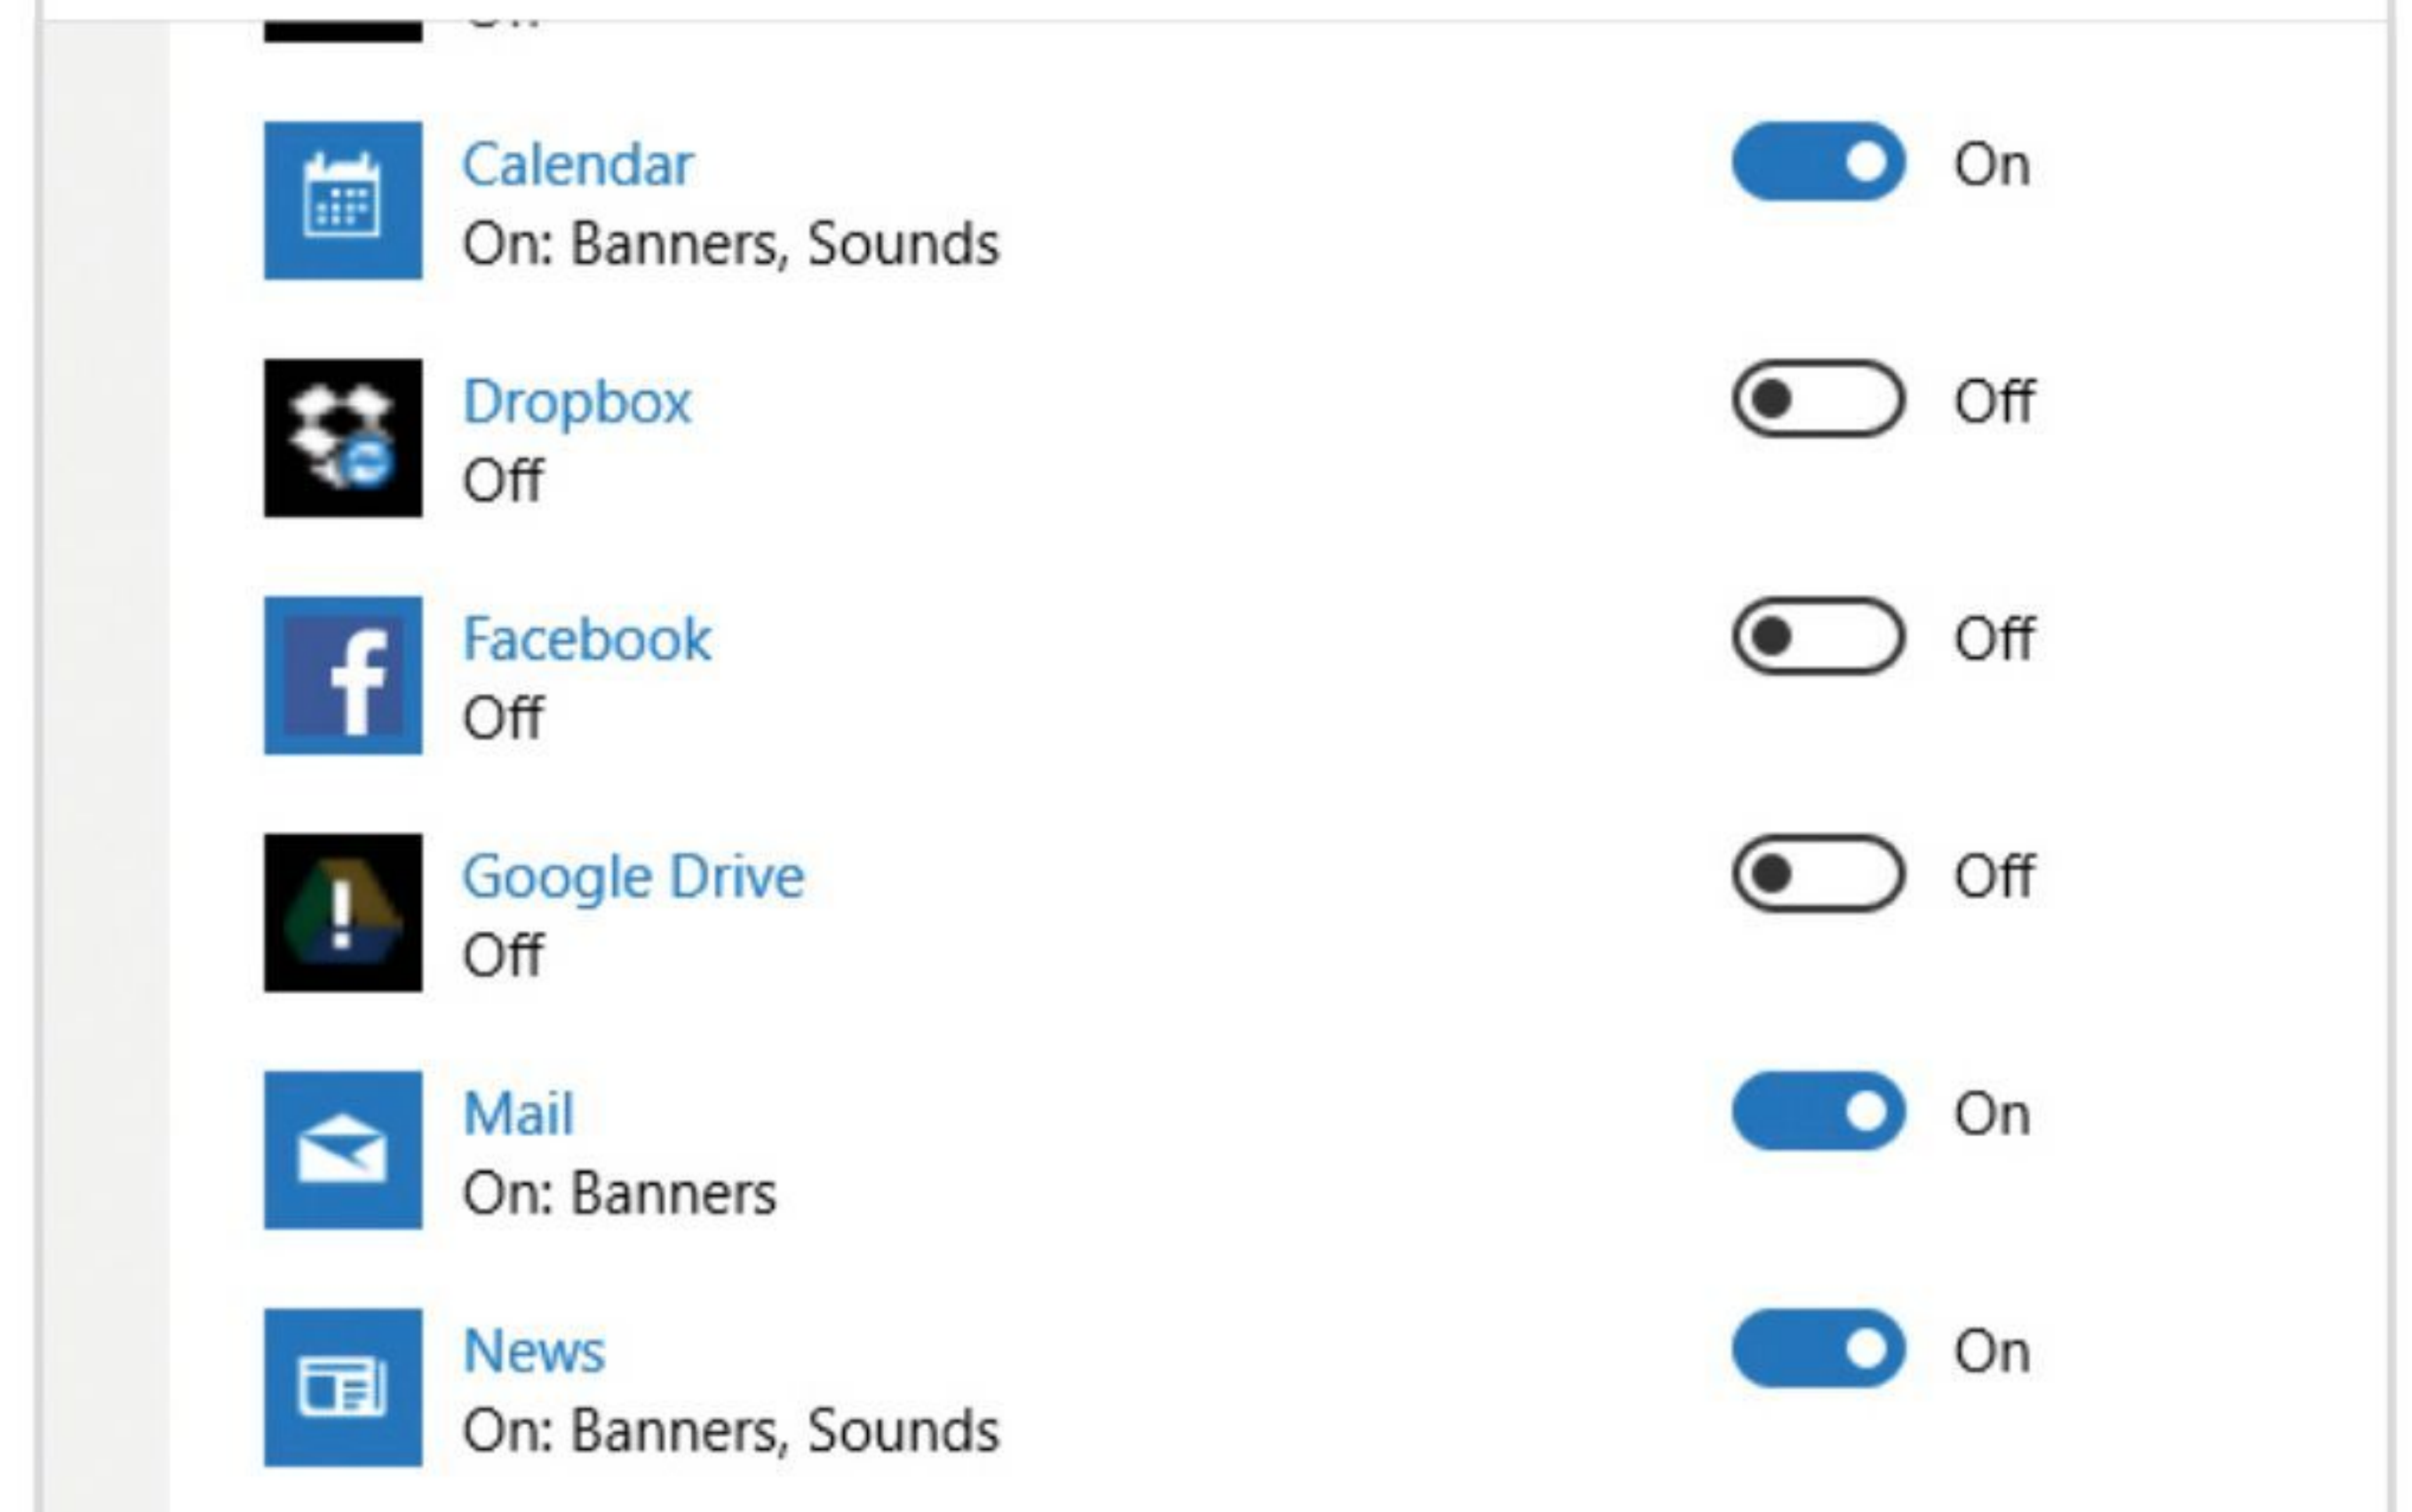 Calendar
On
On: Banners, Sounds
Dropbox
Off
Off
Facebook
Off
Off
Google Drive
Off
Off
Mail
On
On: Banners
News
On
On: Banners, Sounds